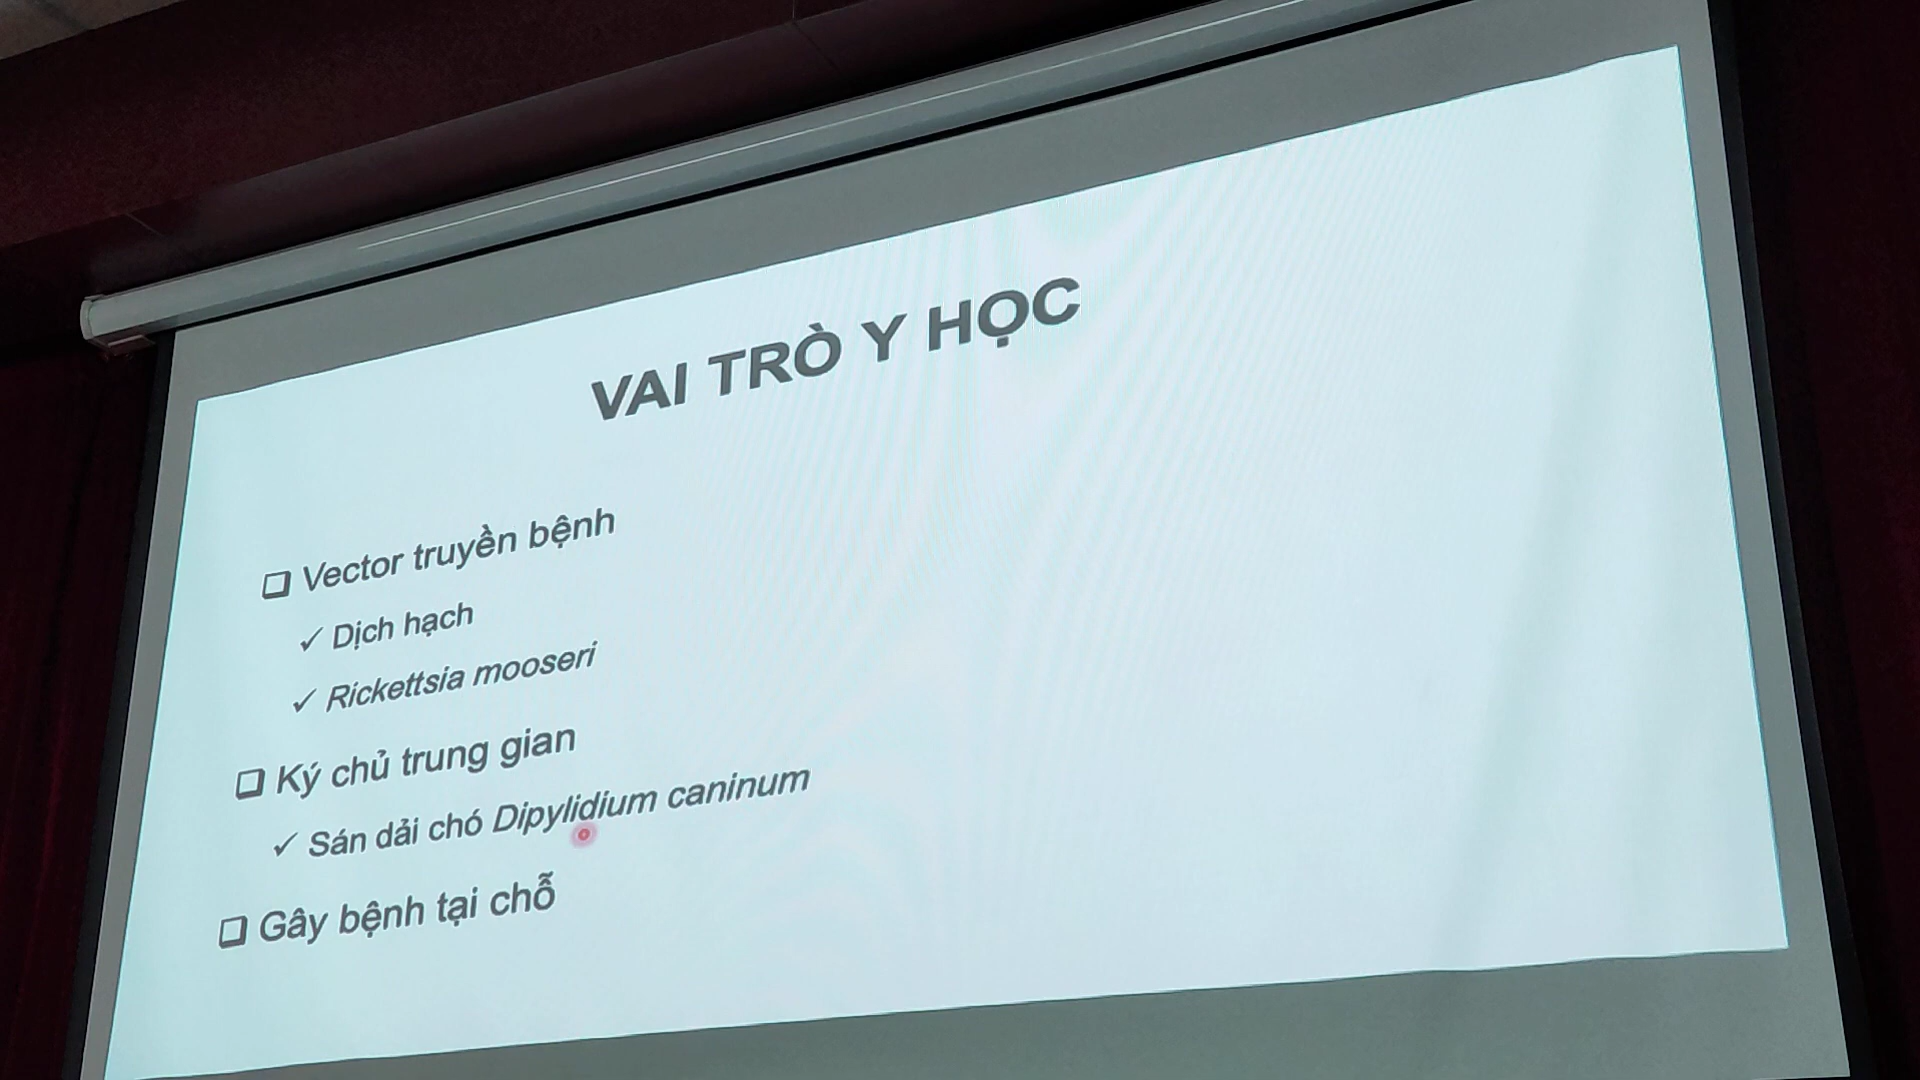 VAI TRÒ Y HỌC
❑ Vector truyền bệnh
✓ Dịch hạch
✓ Rickettsia mooseri
❑ Ký chủ trung gian
✓ Sán dải chó Dipylidium caninum
❑ Gây bệnh tại chỗ